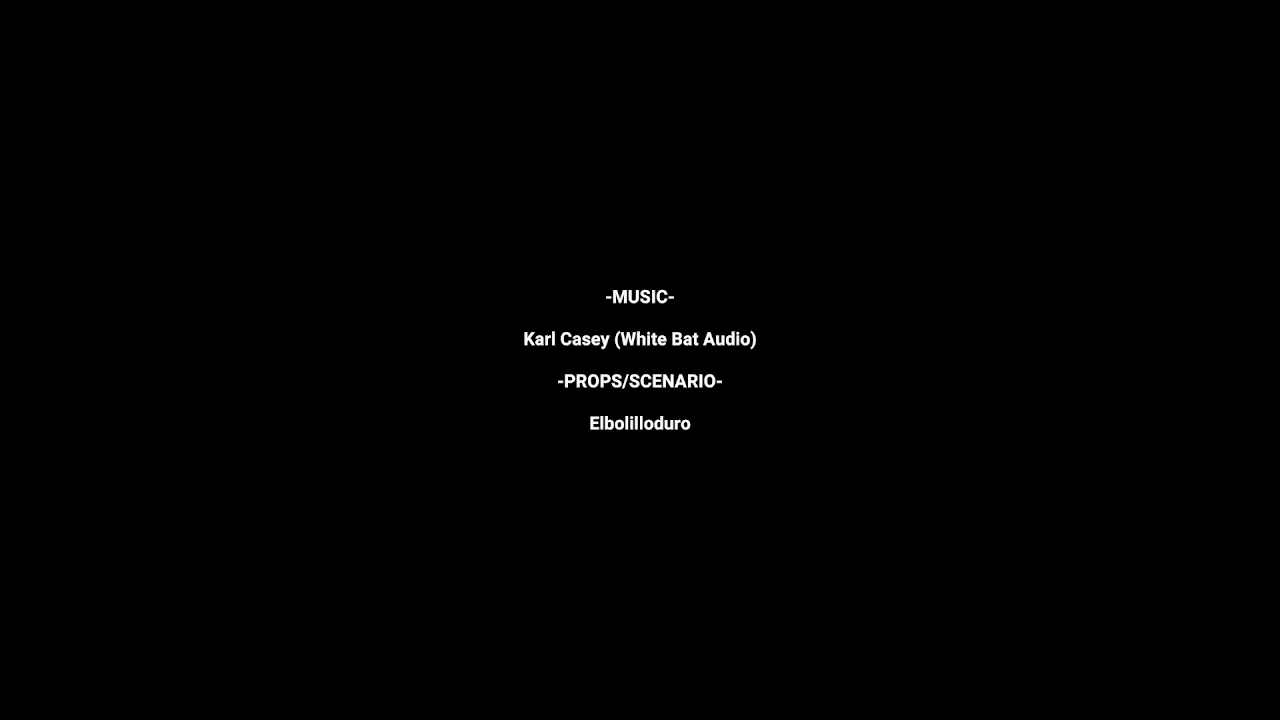 -MUSIC-
Karl Casey (White Bat Audio)
-PROPS/SCENARIO-
Elbolilloduro